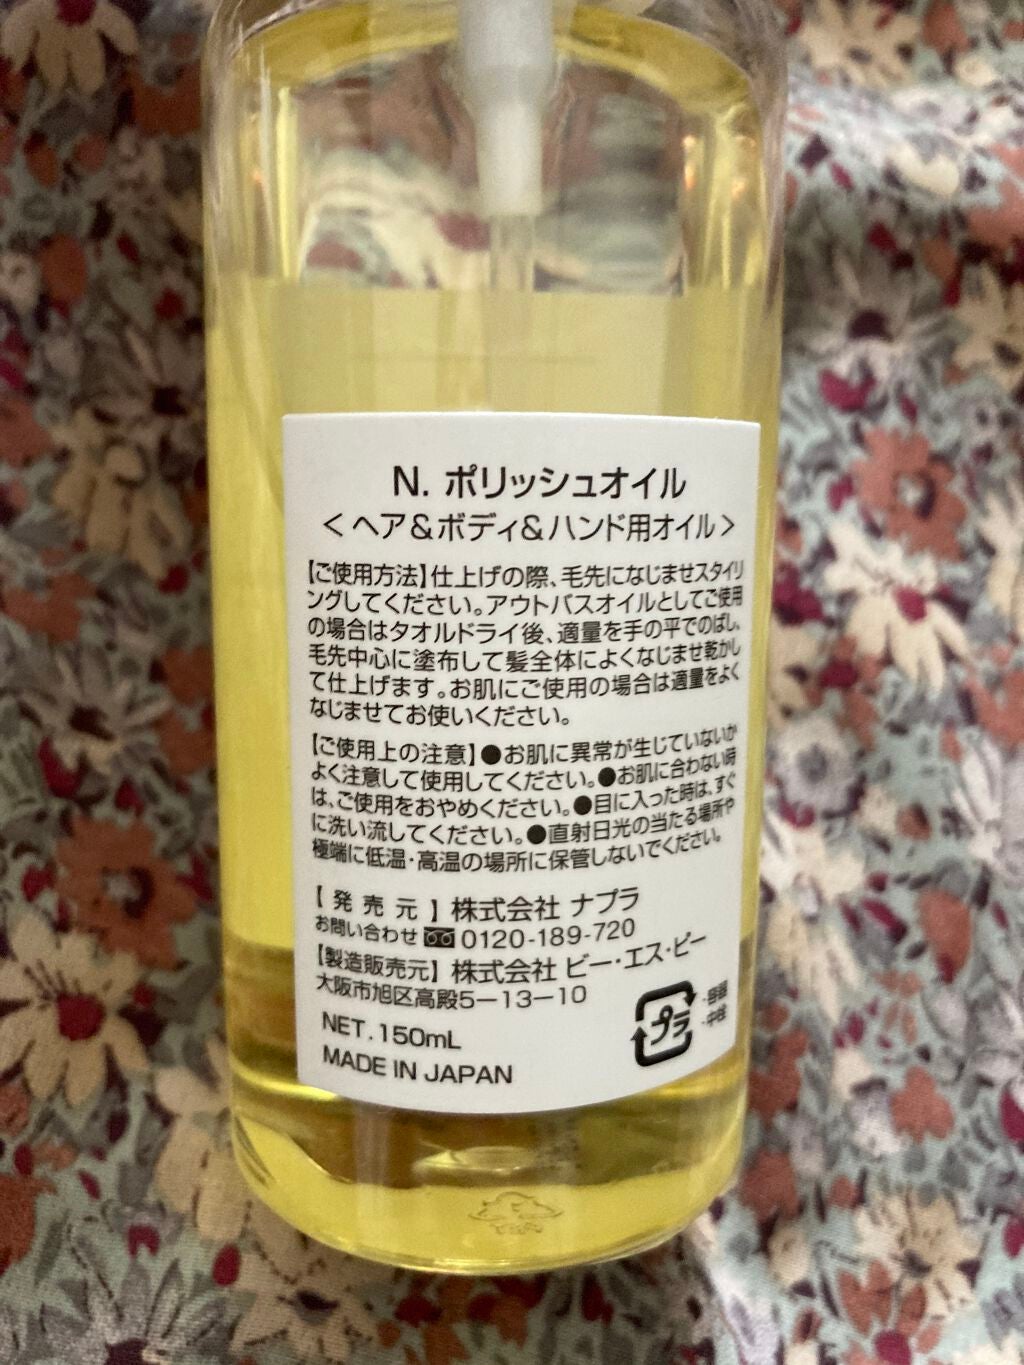 N. ポリッシュオイル
<ヘア&ボディ&ハンド用オイル>
【ご使用方法】仕上げの際、毛先になじませスタイリ
ングしてください。アウトバスオイルとしてご使用
の場合はタオルドライ後、適量を手の平でのばし、
毛先中心に塗布して髪全体によくなじませ乾かし
て仕上げます。お肌にご使用の場合は適量をよく
なじませてお使いください。
【ご使用上の注意】●お肌に異常が生じていないか
よく注意して使用してください。●お肌に合わない時
は、ご使用をおやめください。●目に入った時は、すぐ
に洗い流してください。●直射日光の当たる場所や
極端に低温・高温の場所に保管しないでください。
【発売元】株式会社 ナプラ
お問い合わせ 0120-189-720
【製造販売元】株式会社 ビー・エス・ピー
大阪市旭区高殿5-13-10
NET. 150mL
MADE IN JAPAN
プラ
・容器
・中栓